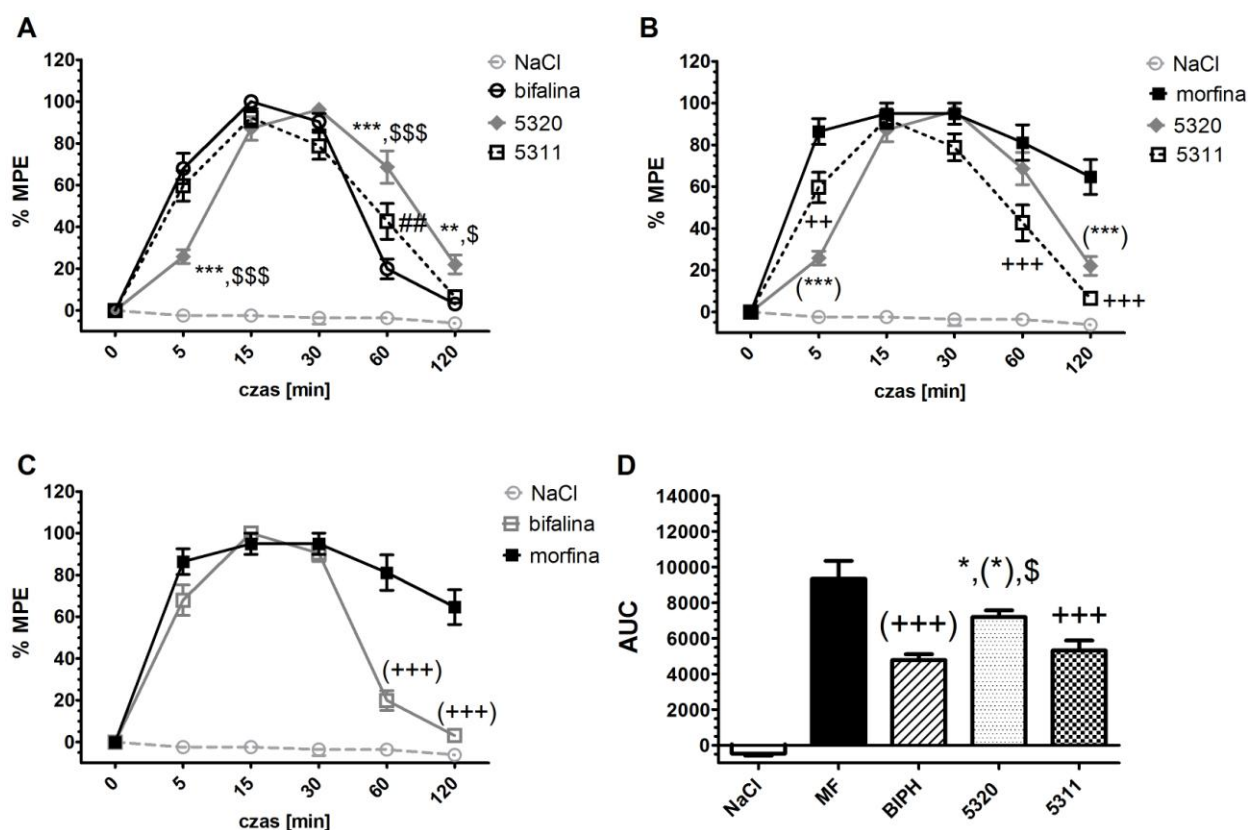 A
120
100
80
60
40
20
0
% MPE
0 5 15 30 60 120
czas [min]
***,$$$
***,$$$
##
**,$
NaCl
bifalina
5320
5311
B
120
100
80
60
40
20
0
% MPE
0 5 15 30 60 120
czas [min]
++
(***)
+++
(***)
+++
NaCl
morfina
5320
5311
C
120
100
80
60
40
20
0
% MPE
0 5 15 30 60 120
czas [min]
(+++)
(+++)
NaCl
bifalina
morfina
D
14000
12000
10000
8000
6000
4000
2000
0
AUC
(+++)
*,(*),$
+++
NaCl MF BIPH 5320 5311